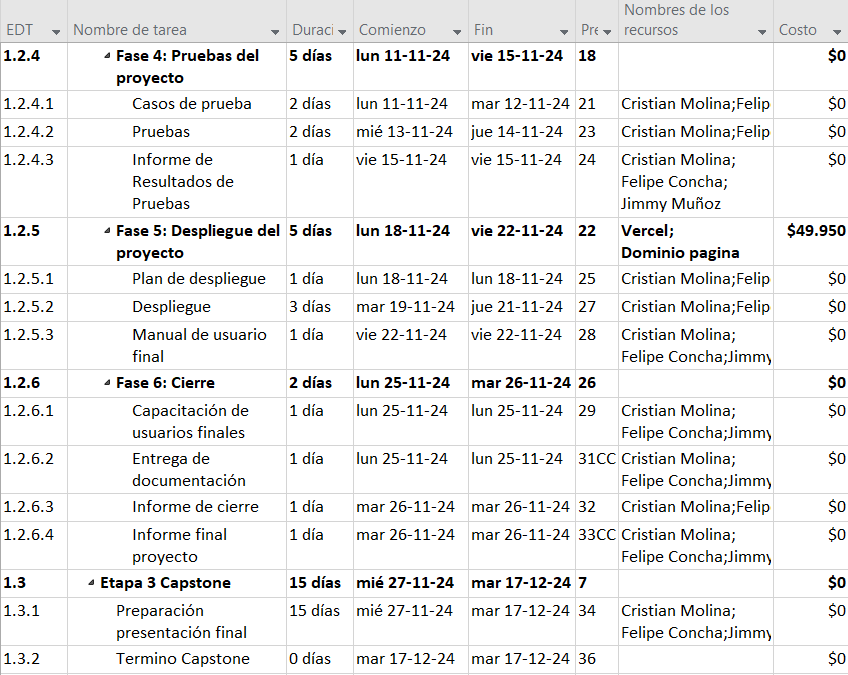 EDT Nombre de tarea Duraci Comienzo Fin Pre Nombres de los recursos Costo
1.2.4 Fase 4: Pruebas del proyecto 5 días lun 11-11-24 vie 15-11-24 18 $0
1.2.4.1 Casos de prueba 2 días lun 11-11-24 mar 12-11-24 21 Cristian Molina;Felip $0
1.2.4.2 Pruebas 2 días mié 13-11-24 jue 14-11-24 23 Cristian Molina;Felip $0
1.2.4.3 Informe de Resultados de Pruebas 1 día vie 15-11-24 vie 15-11-24 24 Cristian Molina; Felipe Concha; Jimmy Muñoz $0
1.2.5 Fase 5: Despliegue del proyecto 5 días lun 18-11-24 vie 22-11-24 22 Vercel; Dominio pagina $49.950
1.2.5.1 Plan de despliegue 1 día lun 18-11-24 lun 18-11-24 25 Cristian Molina;Felip $0
1.2.5.2 Despliegue 3 días mar 19-11-24 jue 21-11-24 27 Cristian Molina;Felip $0
1.2.5.3 Manual de usuario final 1 día vie 22-11-24 vie 22-11-24 28 Cristian Molina; Felipe Concha;Jimmy $0
1.2.6 Fase 6: Cierre 2 días lun 25-11-24 mar 26-11-24 26 $0
1.2.6.1 Capacitación de usuarios finales 1 día lun 25-11-24 lun 25-11-24 29 Cristian Molina; Felipe Concha;Jimmy $0
1.2.6.2 Entrega de documentación 1 día lun 25-11-24 lun 25-11-24 31CC Cristian Molina; Felipe Concha;Jimmy $0
1.2.6.3 Informe de cierre 1 día mar 26-11-24 mar 26-11-24 32 Cristian Molina;Felip $0
1.2.6.4 Informe final proyecto 1 día mar 26-11-24 mar 26-11-24 33CC Cristian Molina; Felipe Concha;Jimmy $0
1.3 Etapa 3 Capstone 15 días mié 27-11-24 mar 17-12-24 7 $0
1.3.1 Preparación presentación final 15 días mié 27-11-24 mar 17-12-24 34 Cristian Molina; Felipe Concha;Jimmy $0
1.3.2 Termino Capstone 0 días mar 17-12-24 mar 17-12-24 36 $0